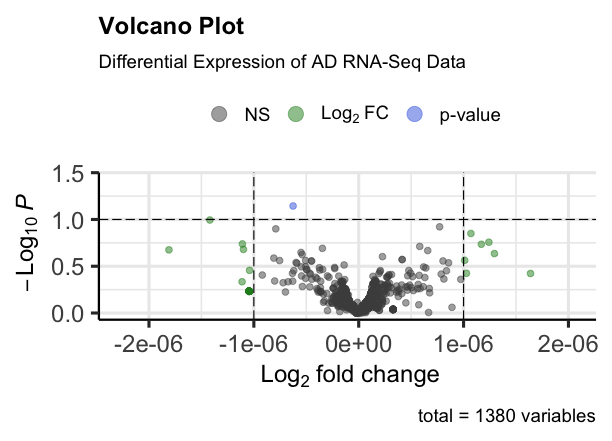 Volcano Plot
Differential Expression of AD RNA-Seq Data
NS Log2 FC p-value
1.5
1.0
0.5
0.0
−Log10 P
-2e-06 -1e-06 0e+00 1e-06 2e-06
Log2 fold change
total = 1380 variables